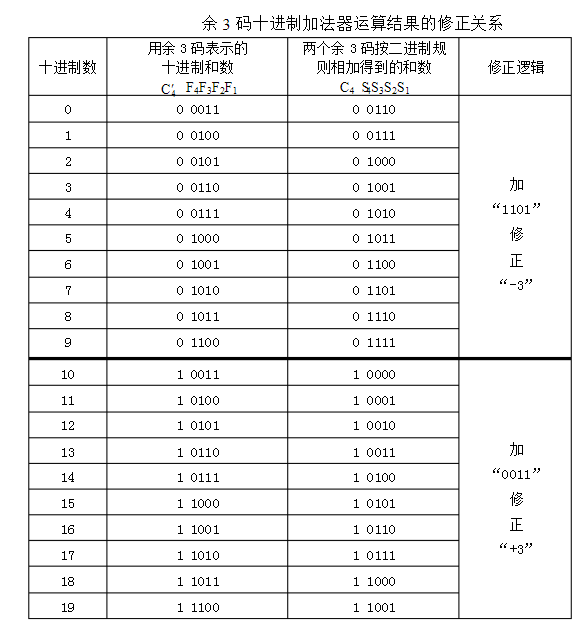 余3码十进制加法器运算结果的修正关系
十进制数
用余3码表示的
十进制和数
C′4 F4F3F2F1
两个余3码按二进制规
则相加得到的和数
C4 S4S3S2S1
修正逻辑
0 0 0011 0 0110
1 0 0100 0 0111
2 0 0101 0 1000
3 0 0110 0 1001
4 0 0111 0 1010
5 0 1000 0 1011
6 0 1001 0 1100
7 0 1010 0 1101
8 0 1011 0 1110
9 0 1100 0 1111
加
“1101”
修
正
“-3”
10 1 0011 1 0000
11 1 0100 1 0001
12 1 0101 1 0010
13 1 0110 1 0011
14 1 0111 1 0100
15 1 1000 1 0101
16 1 1001 1 0110
17 1 1010 1 0111
18 1 1011 1 1000
19 1 1100 1 1001
加
“0011”
修
正
“+3”